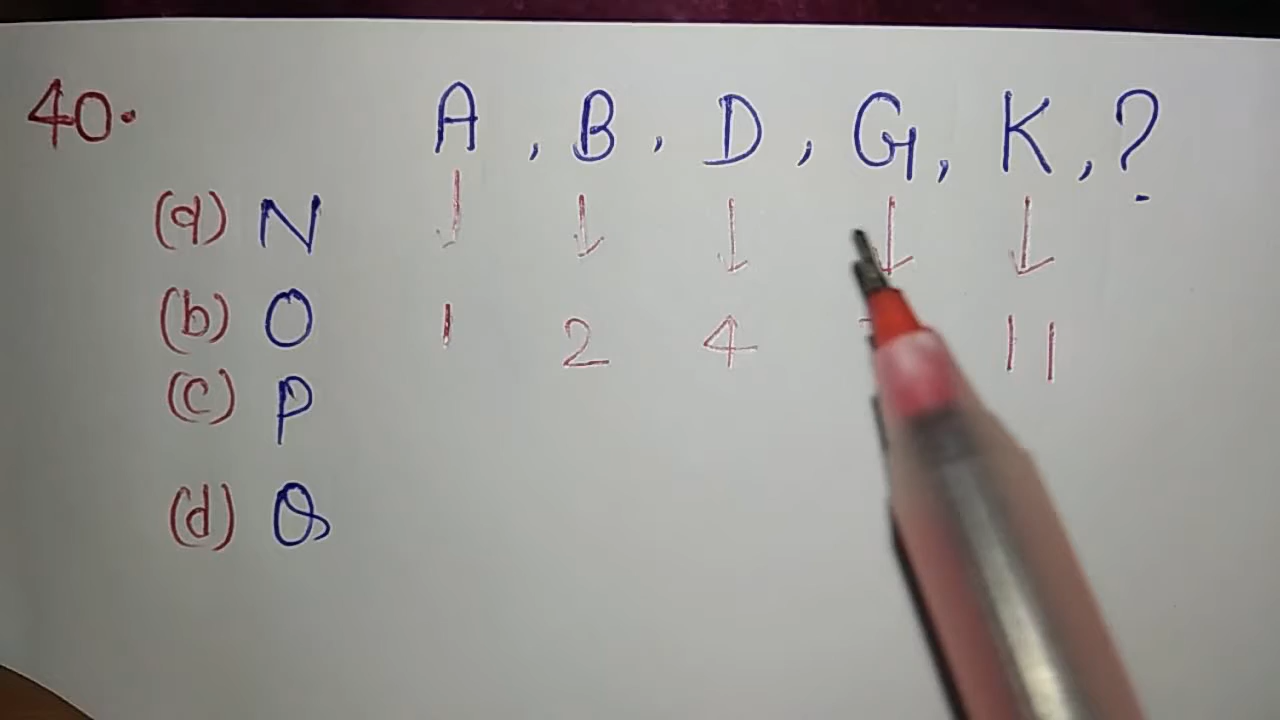 40. A, B, D, G, K, ?
(a) N
(b) O
1 2 4 11
(c) P
(d) Q